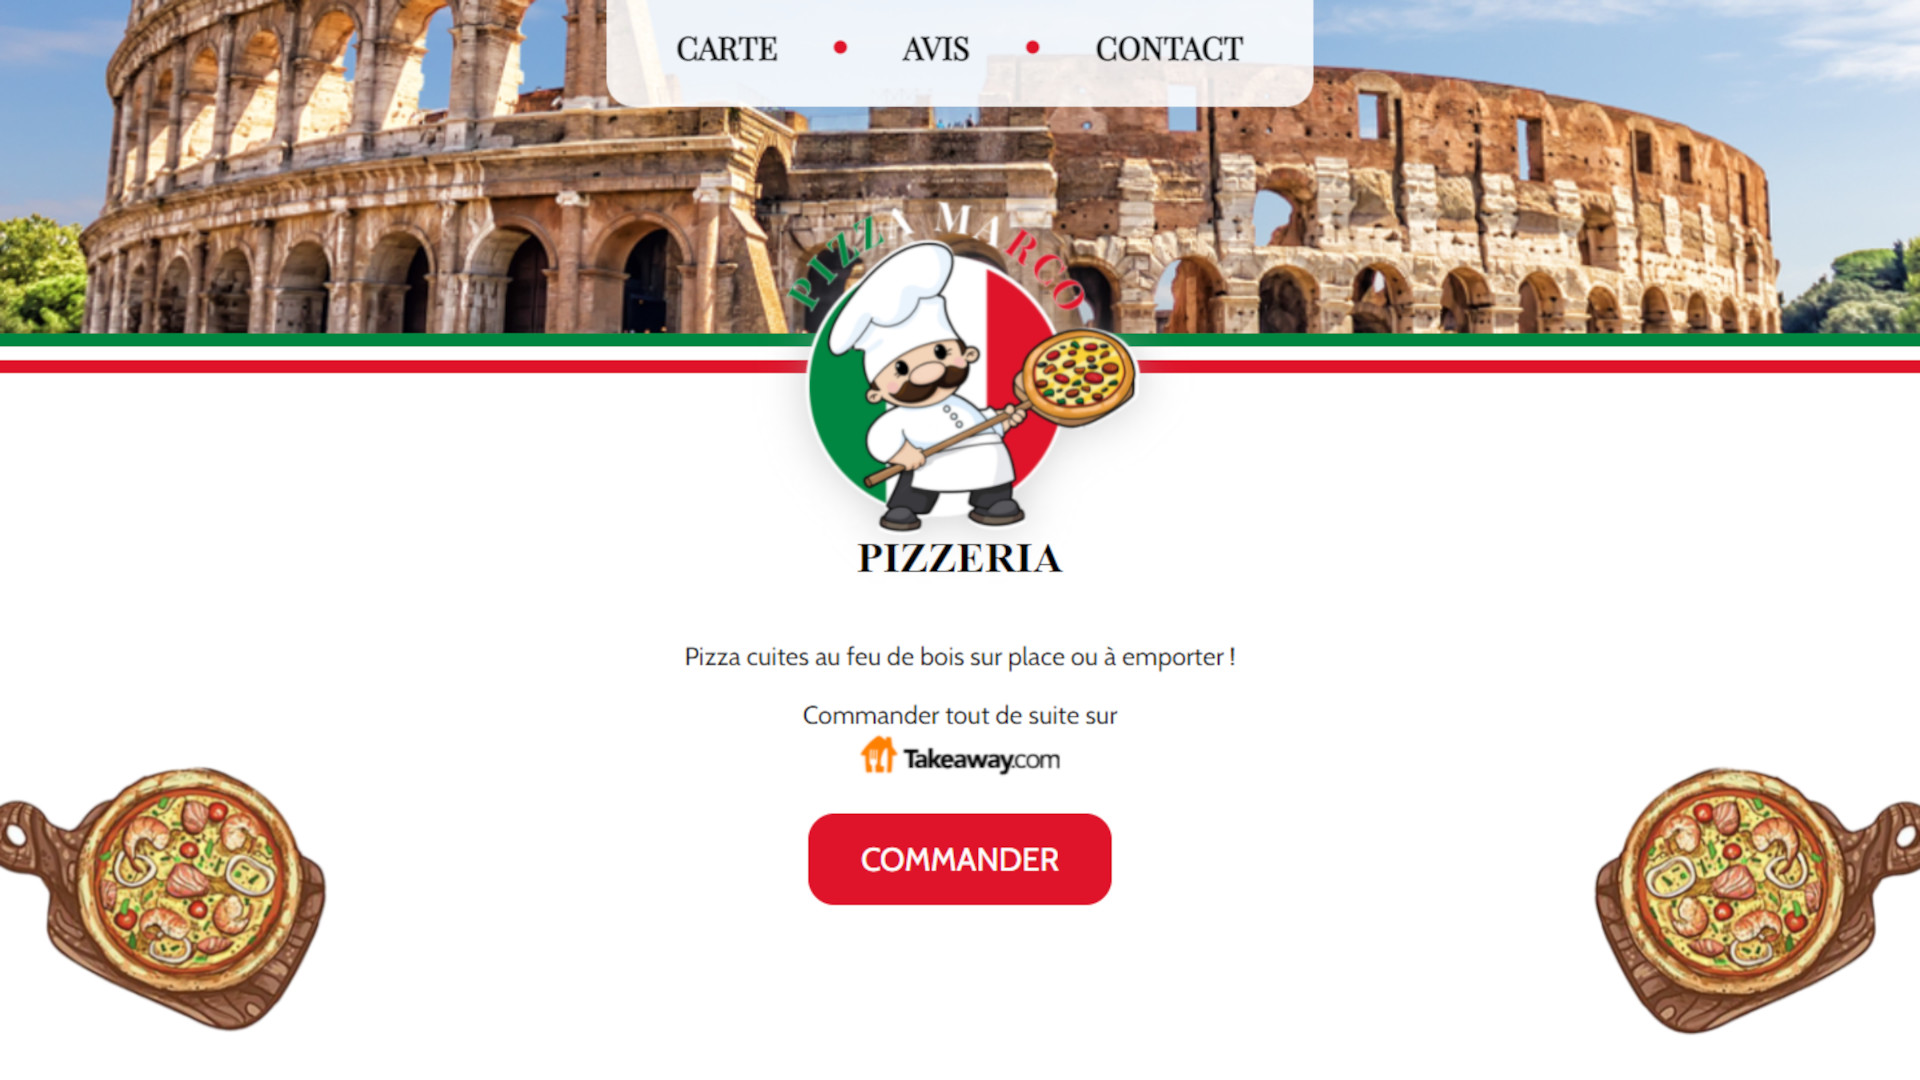 CARTE • AVIS • CONTACT
PIZZA MARCO
PIZZERIA
Pizza cuites au feu de bois sur place ou à emporter !
Commander tout de suite sur
Takeaway.com
COMMANDER